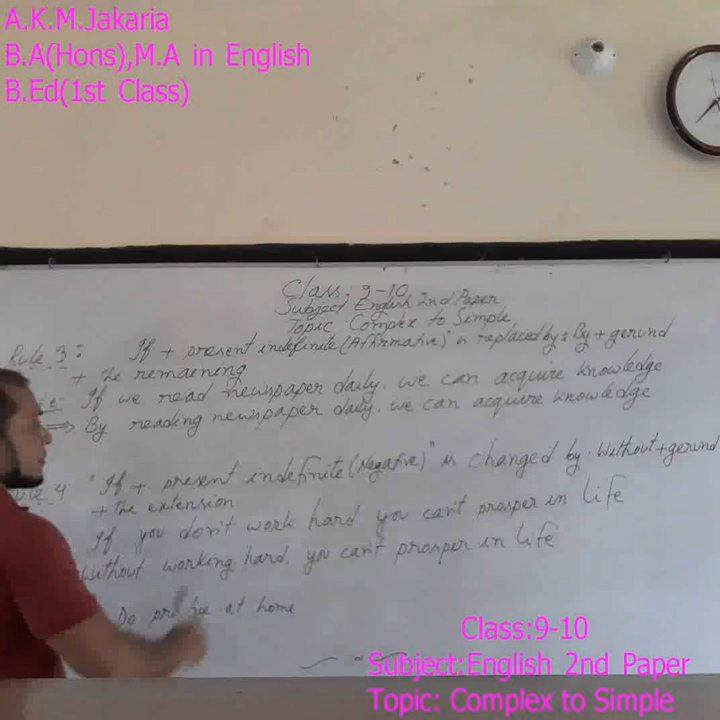 A.K.M.Jakaria
B.A(Hons),M.A in English
B.Ed(1st Class)
Class: 9-10
Subject English 2nd Paper
Topic Complex to Simple
Rule 3: If + present indefinite (Affirmative) is replaced by: By + gerund
+ the remaining
If we read newspaper daily, we can acquire knowledge
⇒ By reading newspaper daily, we can acquire knowledge
4 "If + present indefinite (Negative)" is changed by. Without + gerund
+ the extension
If you don't work hard you can't prosper in life
Without working hard, you can't prosper in life
Do at home
Class:9-10
Subject:English 2nd Paper
Topic: Complex to Simple